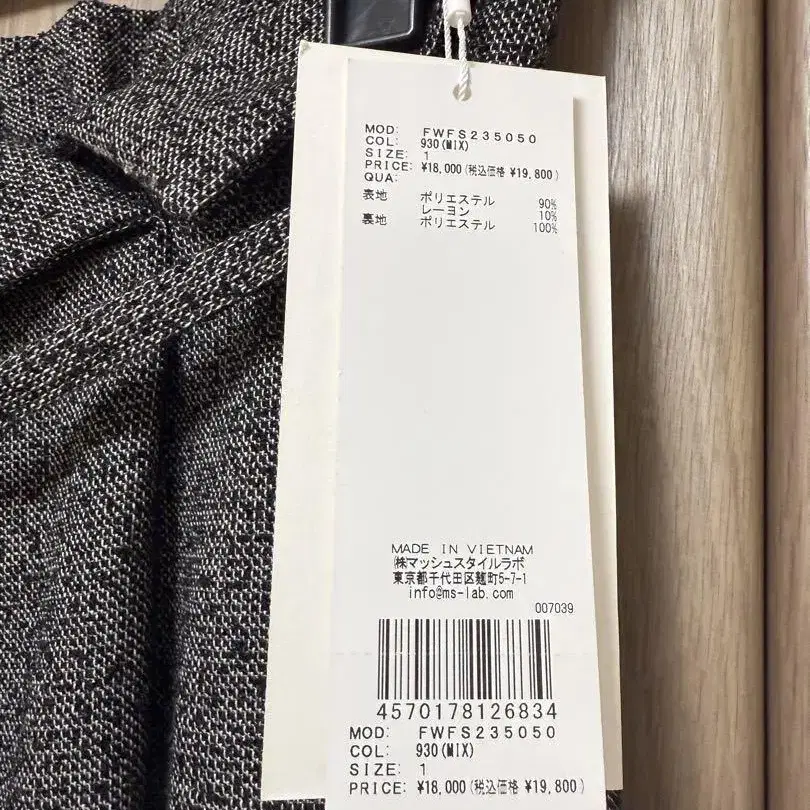 MOD: FWFS235050
COL: 930(MIX)
SIZE: 1
PRICE: ¥18,000(税込価格 ¥19,800)
QUA:
表地 ポリエステル 90%
レーヨン 10%
裏地 ポリエステル 100%
MADE IN VIETNAM
㈱マッシュスタイルラボ
東京都千代田区麹町5-7-1
info@ms-lab.com
007039
4570178126834
MOD: FWFS235050
COL: 930(MIX)
SIZE: 1
PRICE: ¥18,000(税込価格 ¥19,800)